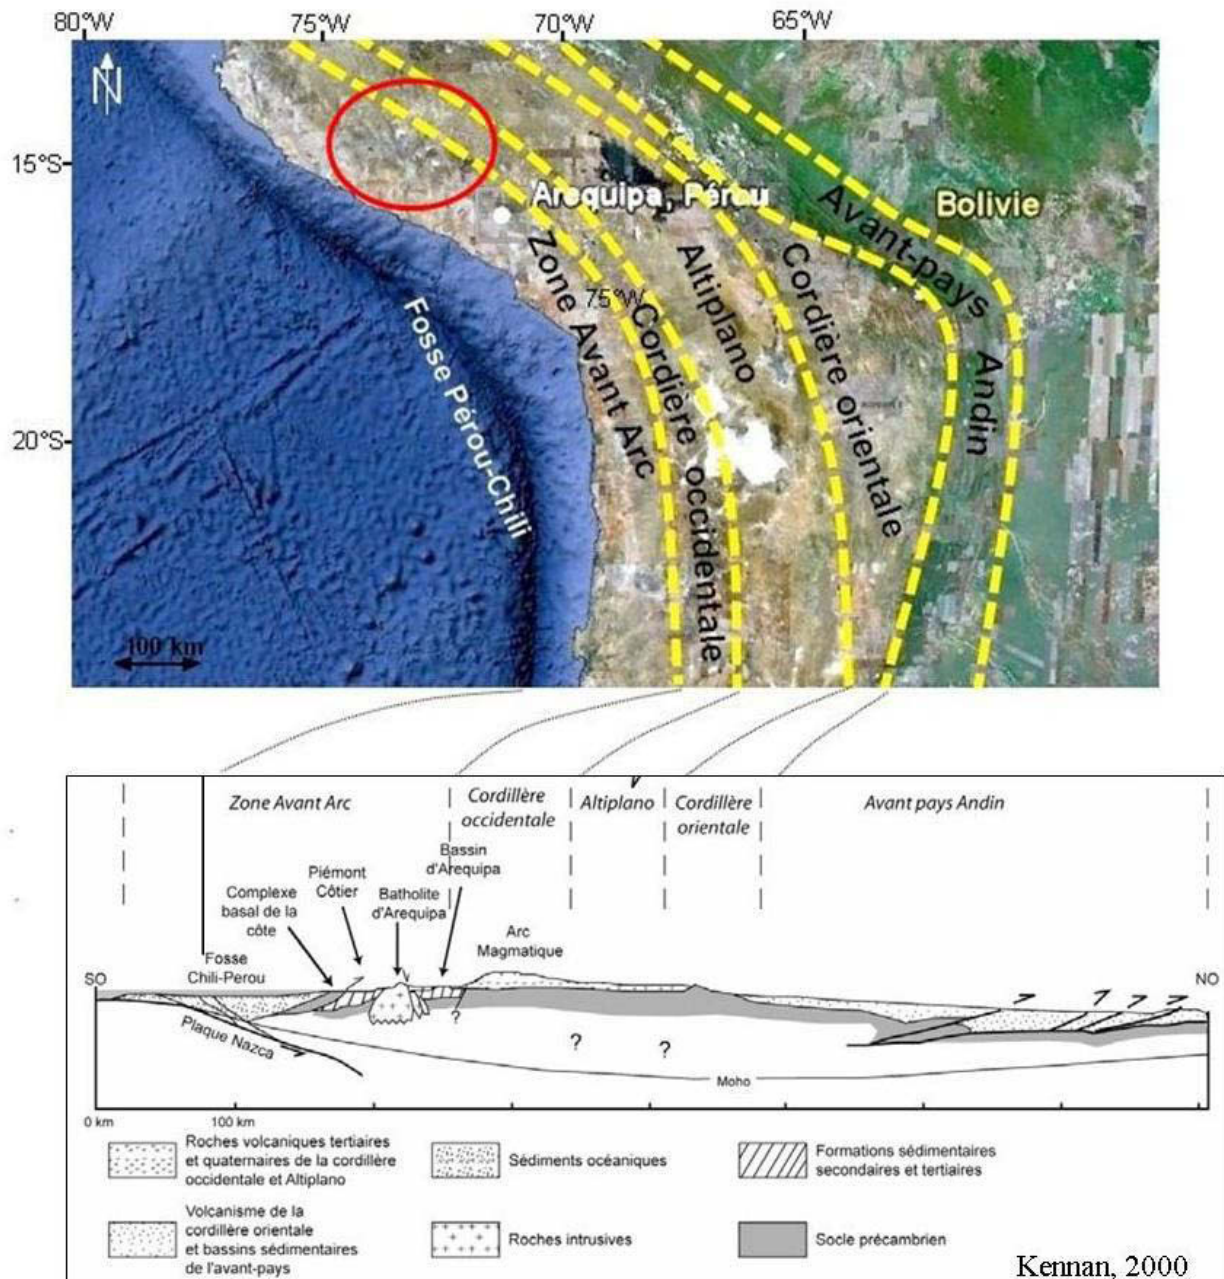 80°W 75°W 70°W 65°W
N
15°S
20°S
Arequipa, Pérou
Bolivie
Avant-pays
Andin
Zone Avant Arc
75°W
Altiplano
Cordière orientale
Cordière occidentale
Fosse Pérou-Chili
100 km
Zone Avant Arc
Cordillère
occidentale
Altiplano
Cordillère
orientale
Avant pays Andin
Bassin
d'Arequipa
Piémont
Côtier
Complexe
basal de la
côte
Batholite
d'Arequipa
Arc
Magmatique
Fosse
Chili-Perou
SO
NO
Plaque Nazca
?
?
?
Moho
0 km
100 km
Roches volcaniques tertiaires
et quaternaires de la cordillère
occidentale et Altiplano
Sédiments océaniques
Formations sédimentaires
secondaires et tertiaires
Volcanisme de la
cordillère orientale
et bassins sédimentaires
de l'avant-pays
Roches intrusives
Socle précambrien
Kennan, 2000